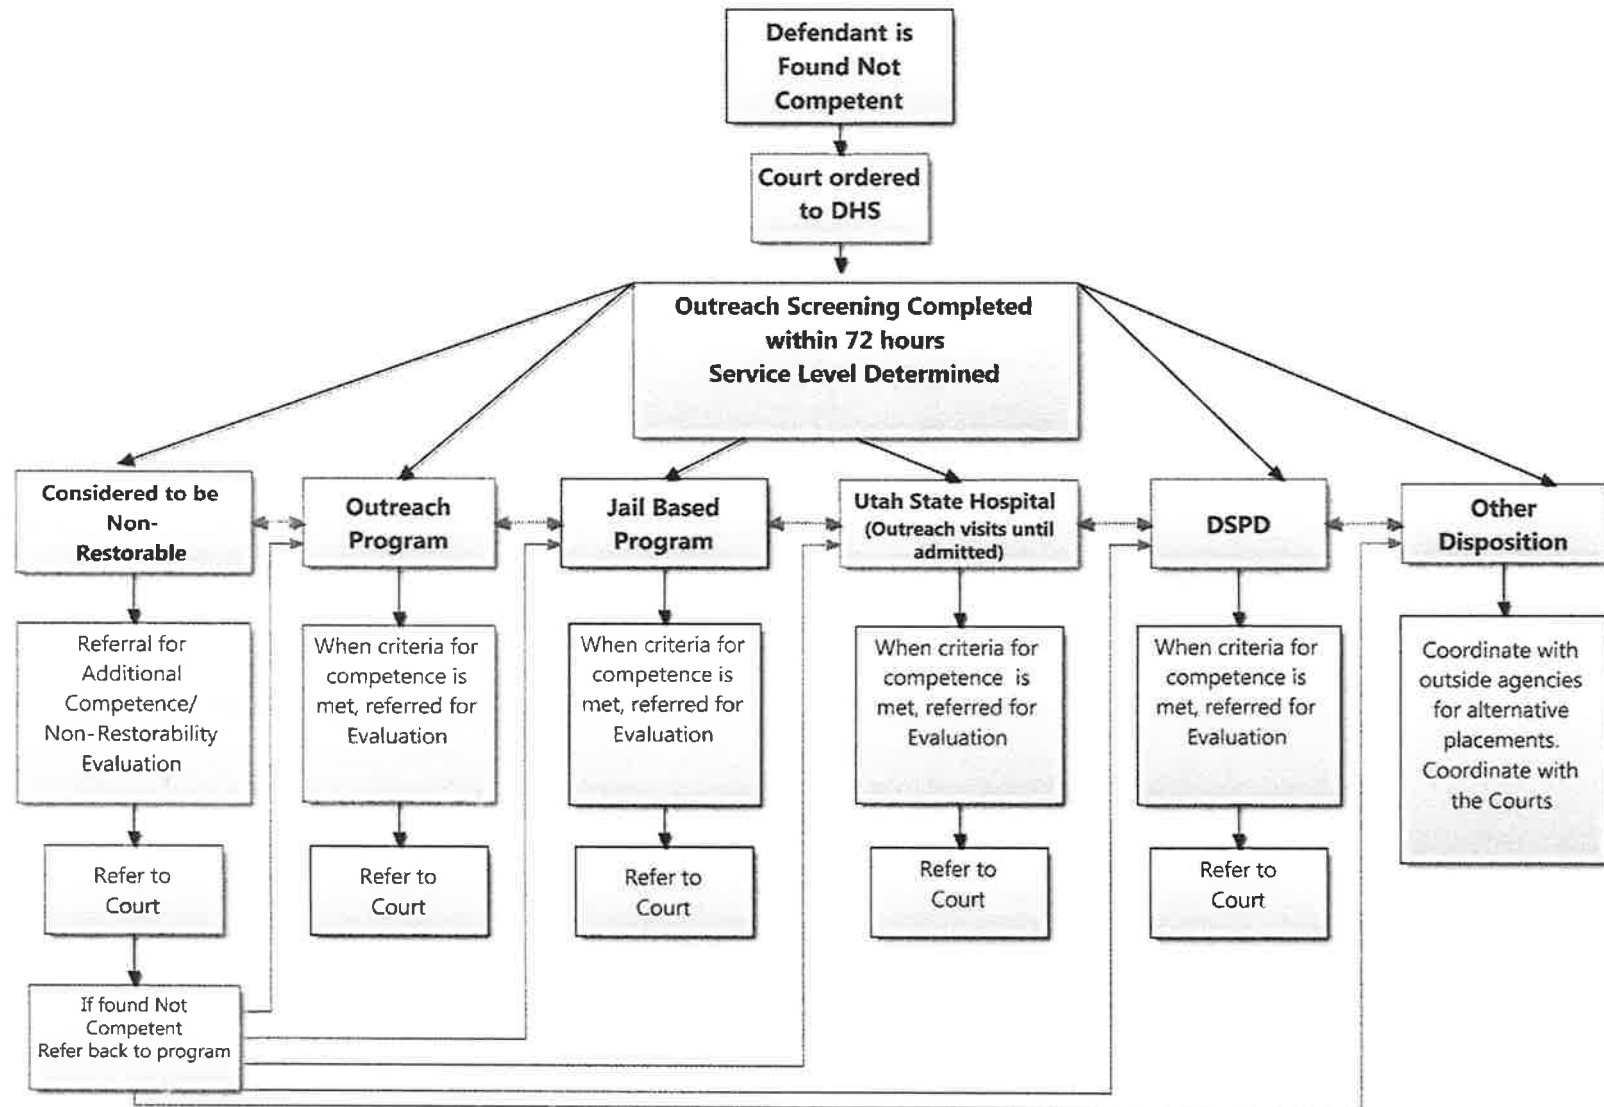 Defendant is
Found Not
Competent
Court ordered
to DHS
Outreach Screening Completed
within 72 hours
Service Level Determined
Considered to be
Non-
Restorable
Outreach
Program
Jail Based
Program
Utah State Hospital
(Outreach visits until
admitted)
DSPD
Other
Disposition
Referral for
Additional
Competence/
Non-Restorability
Evaluation
When criteria for
competence is
met, referred for
Evaluation
When criteria for
competence is
met, referred for
Evaluation
When criteria for
competence is
met, referred for
Evaluation
When criteria for
competence is
met, referred for
Evaluation
Coordinate with
outside agencies
for alternative
placements.
Coordinate with
the Courts
Refer to
Court
Refer to
Court
Refer to
Court
Refer to
Court
Refer to
Court
If found Not
Competent
Refer back to program